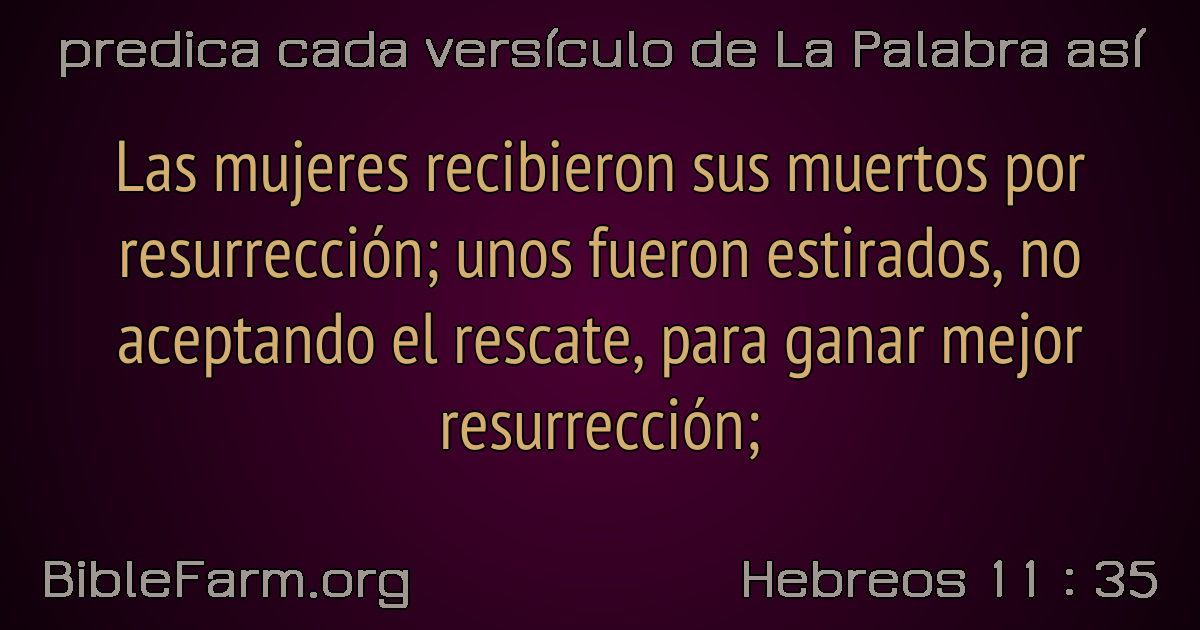 predica cada versículo de La Palabra así
Las mujeres recibieron sus muertos por
resurrección; unos fueron estirados, no
aceptando el rescate, para ganar mejor
resurrección;
BibleFarm.org
Hebreos 11 : 35